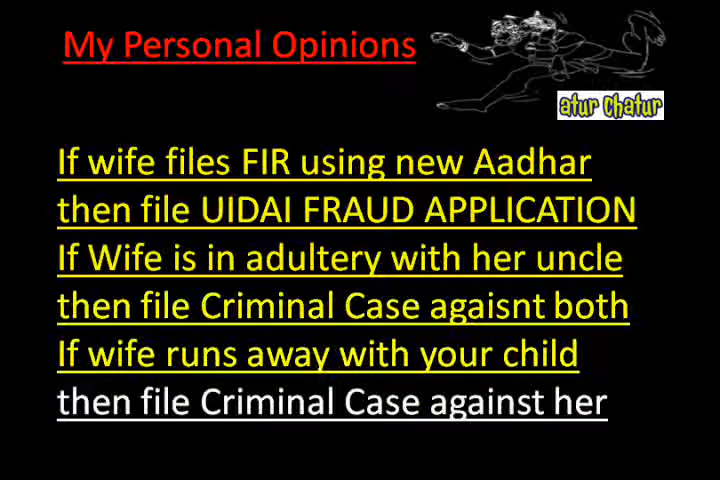 My Personal Opinions
atur chatur
If wife files FIR using new Aadhar
then file UIDAI FRAUD APPLICATION
If Wife is in adultery with her uncle
then file Criminal Case agaisnt both
If wife runs away with your child
then file Criminal Case against her